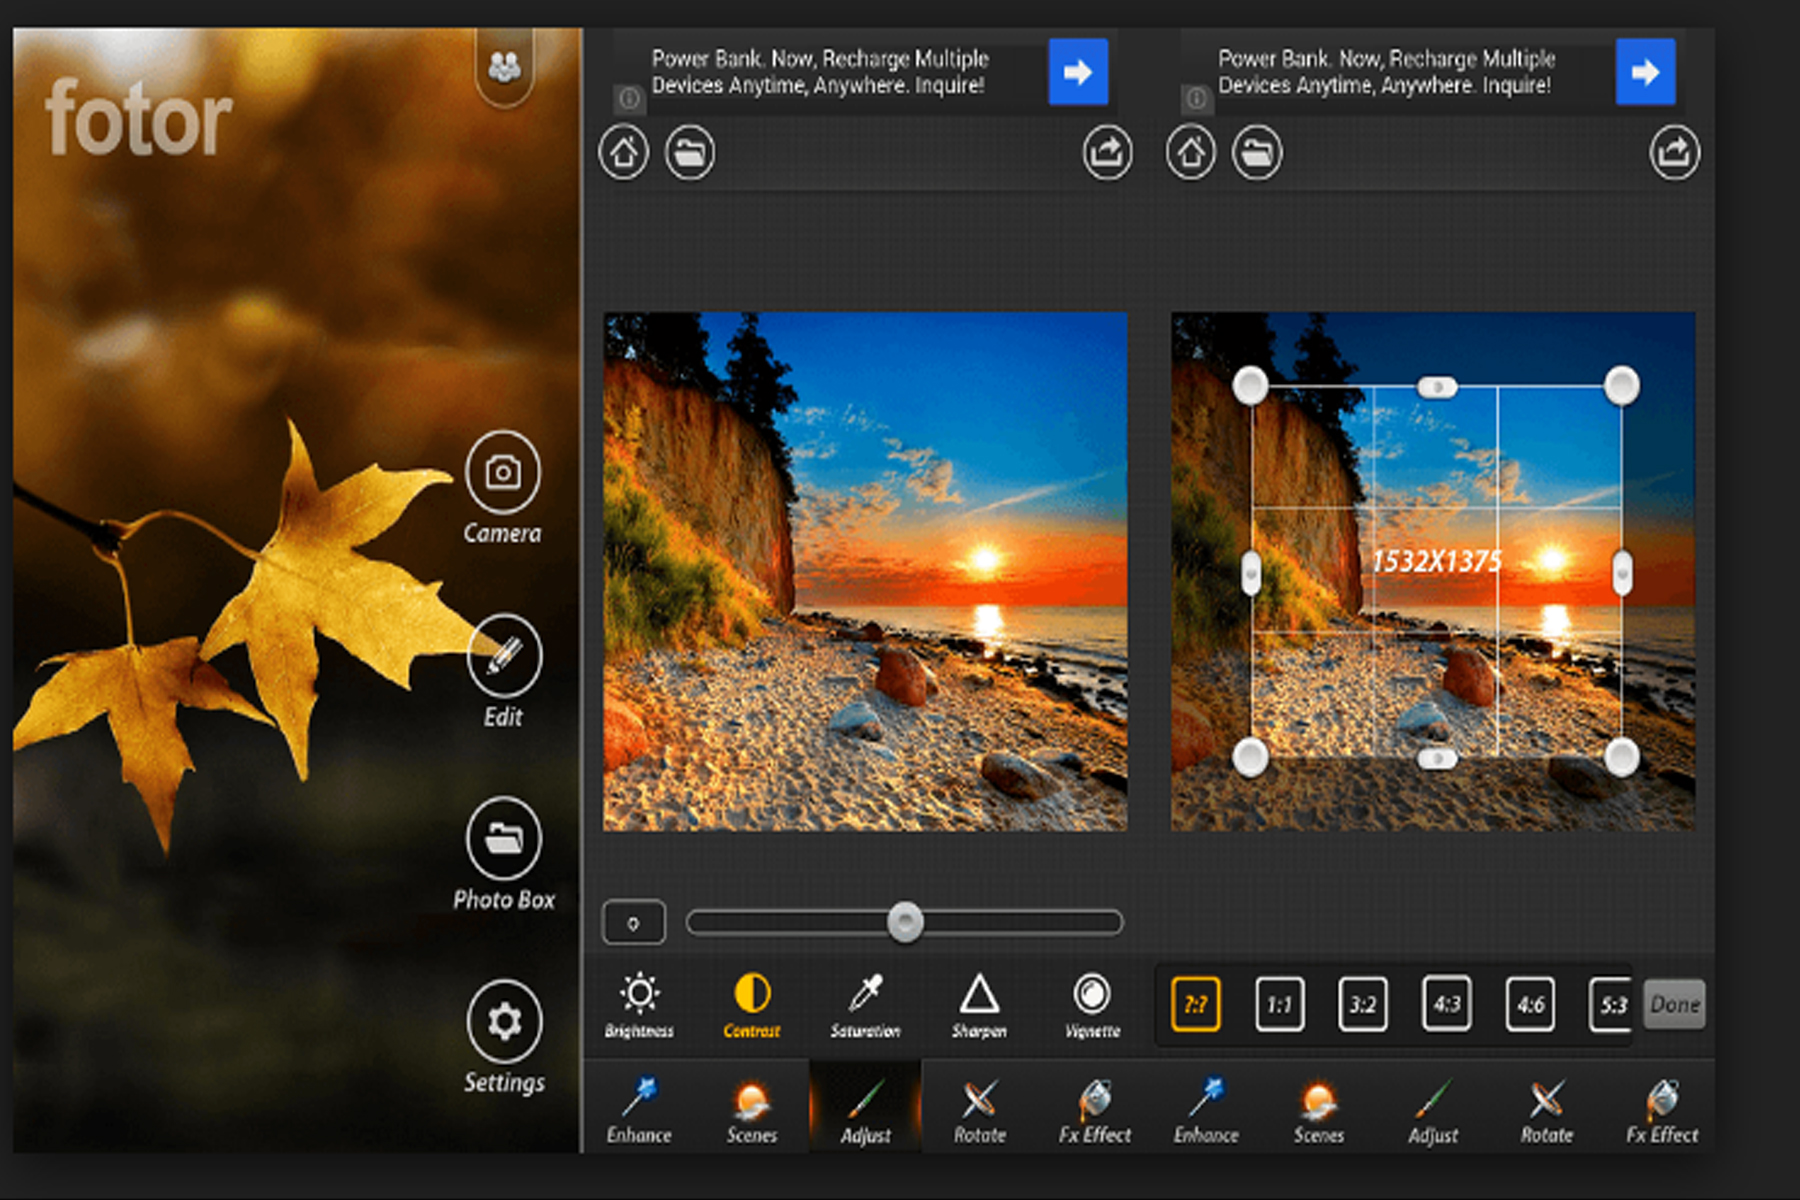 fotor
Camera
Edit
Photo Box
Settings
Power Bank. Now, Recharge Multiple
Devices Anytime, Anywhere. Inquire!
0
Brightness
Contrast
Saturation
Sharpen
Vignette
Enhance
Scenes
Adjust
Rotate
Fx Effect
Power Bank. Now, Recharge Multiple
Devices Anytime, Anywhere. Inquire!
1532X1375
?:?
1:1
3:2
4:3
4:6
5:3
Done
Enhance
Scenes
Adjust
Rotate
Fx Effect